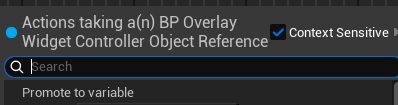 Actions taking a(n) BP Overlay
Widget Controller Object Reference
Context Sensitive
Search
Promote to variable